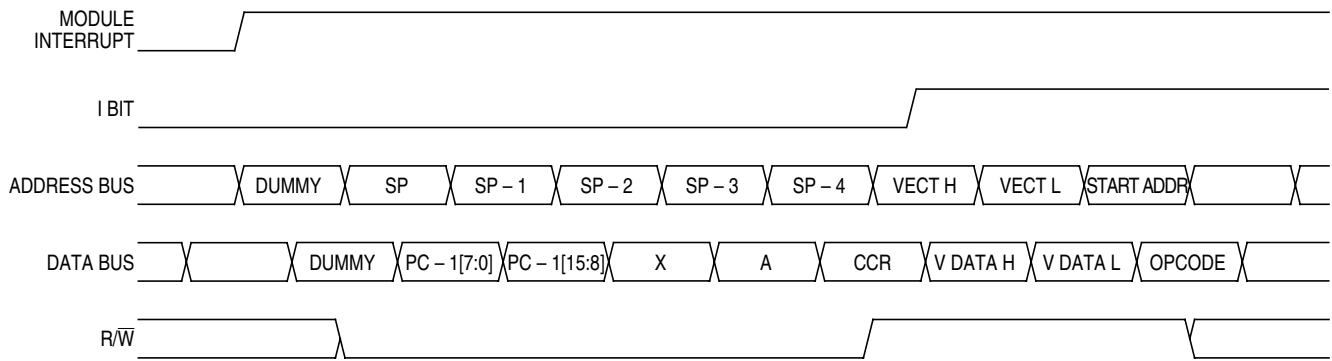 MODULE
INTERRUPT
I BIT
ADDRESS BUS DUMMY SP SP – 1 SP – 2 SP – 3 SP – 4 VECT H VECT L START ADDR
DATA BUS DUMMY PC – 1[7:0] PC – 1[15:8] X A CCR V DATA H V DATA L OPCODE
R/W̅